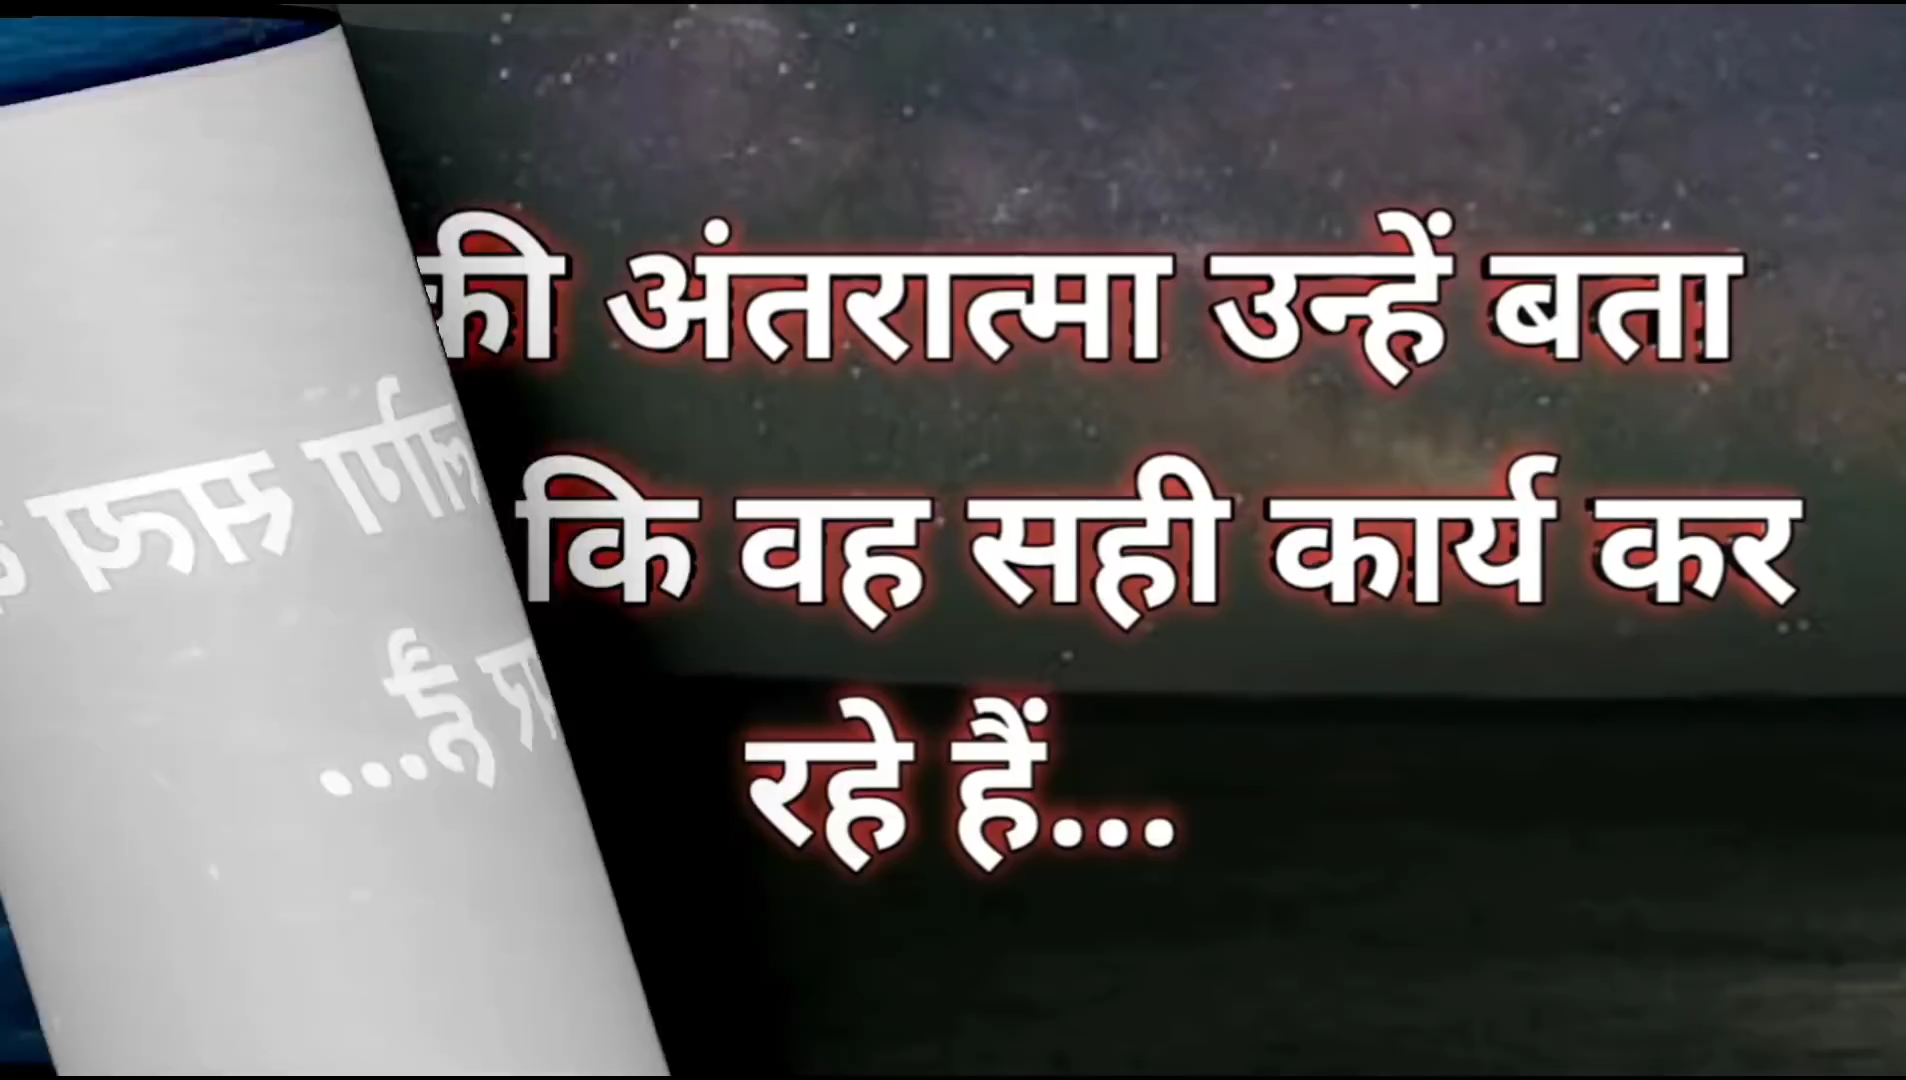 की अंतरात्मा उन्हें बता
कि वह सही कार्य कर
रहे हैं...